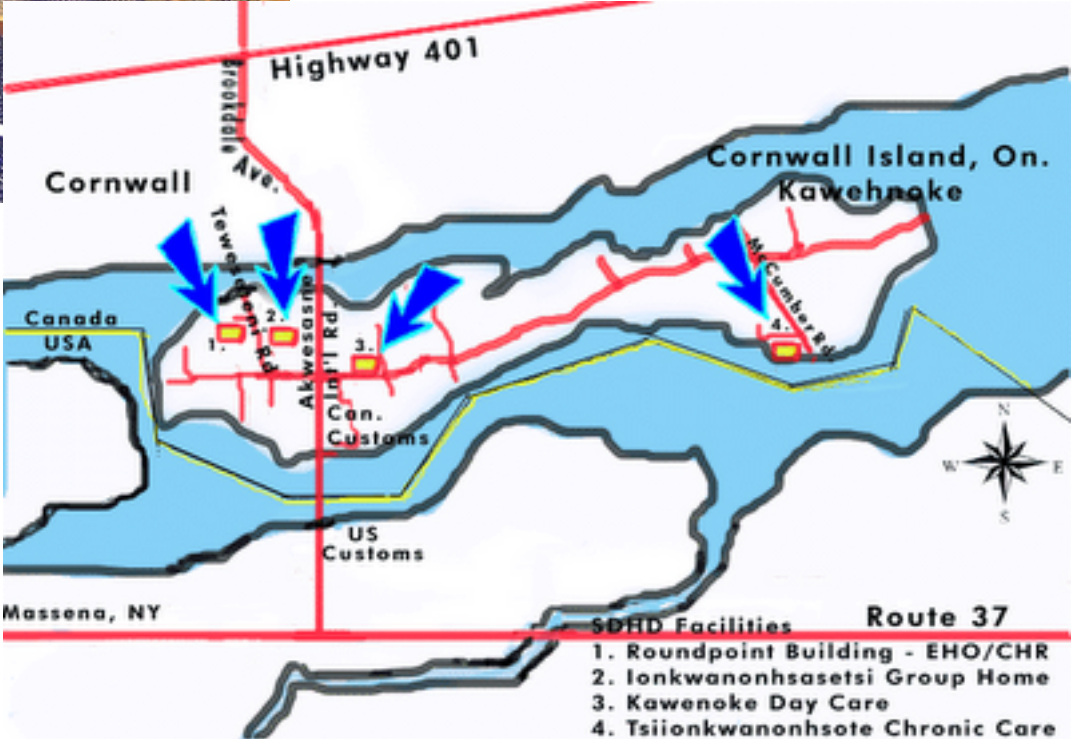 Highway 401
Brookdale
Ave.
Cornwall
Cornwall Island, On.
Kawehnoke
Tewesateni Rd
McCumber Rd.
Canada
USA
1.
2.
3.
4.
Akwesasne
Int'l Rd.
Can.
Customs
N
W
E
S
US
Customs
Massena, NY
Route 37
SDHD Facilities
1. Roundpoint Building - EHO/CHR
2. Ionkwanonhsasetsi Group Home
3. Kawenoke Day Care
4. Tsiionkwanonhsote Chronic Care